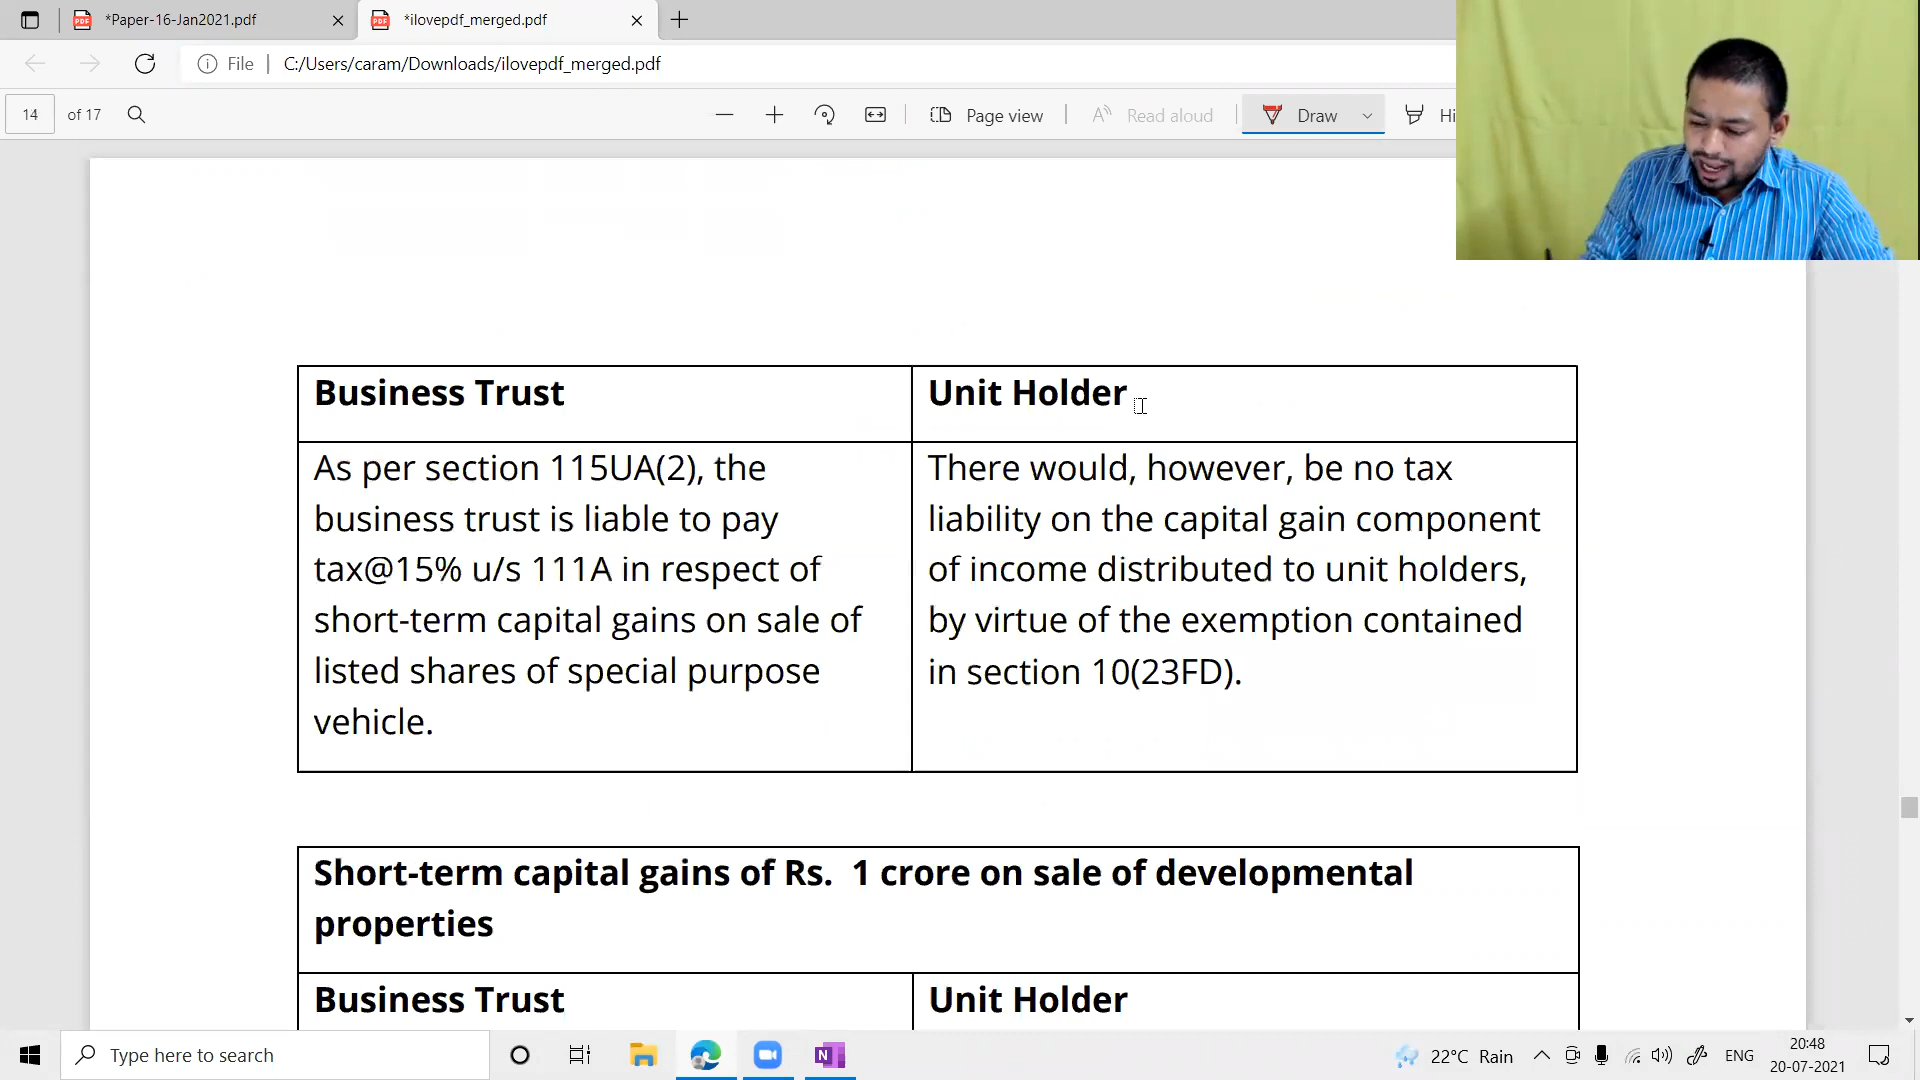 *Paper-16-Jan2021.pdf
*ilovepdf_merged.pdf
File
C:/Users/caram/Downloads/ilovepdf_merged.pdf
14 of 17
Page view
Read aloud
Draw
Hi
Business Trust
Unit Holder
As per section 115UA(2), the
business trust is liable to pay
tax@15% u/s 111A in respect of
short-term capital gains on sale of
listed shares of special purpose
vehicle.
There would, however, be no tax
liability on the capital gain component
of income distributed to unit holders,
by virtue of the exemption contained
in section 10(23FD).
Short-term capital gains of Rs.  1 crore on sale of developmental
properties
Business Trust
Unit Holder
Type here to search
22°C Rain
ENG
20:48
20-07-2021